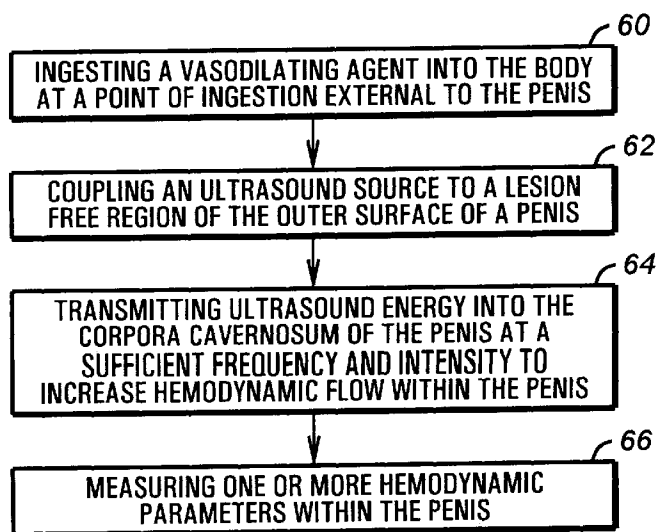 60
INGESTING A VASODILATING AGENT INTO THE BODY
AT A POINT OF INGESTION EXTERNAL TO THE PENIS
62
COUPLING AN ULTRASOUND SOURCE TO A LESION
FREE REGION OF THE OUTER SURFACE OF A PENIS
64
TRANSMITTING ULTRASOUND ENERGY INTO THE
CORPORA CAVERNOSUM OF THE PENIS AT A
SUFFICIENT FREQUENCY AND INTENSITY TO
INCREASE HEMODYNAMIC FLOW WITHIN THE PENIS
66
MEASURING ONE OR MORE HEMODYNAMIC
PARAMETERS WITHIN THE PENIS